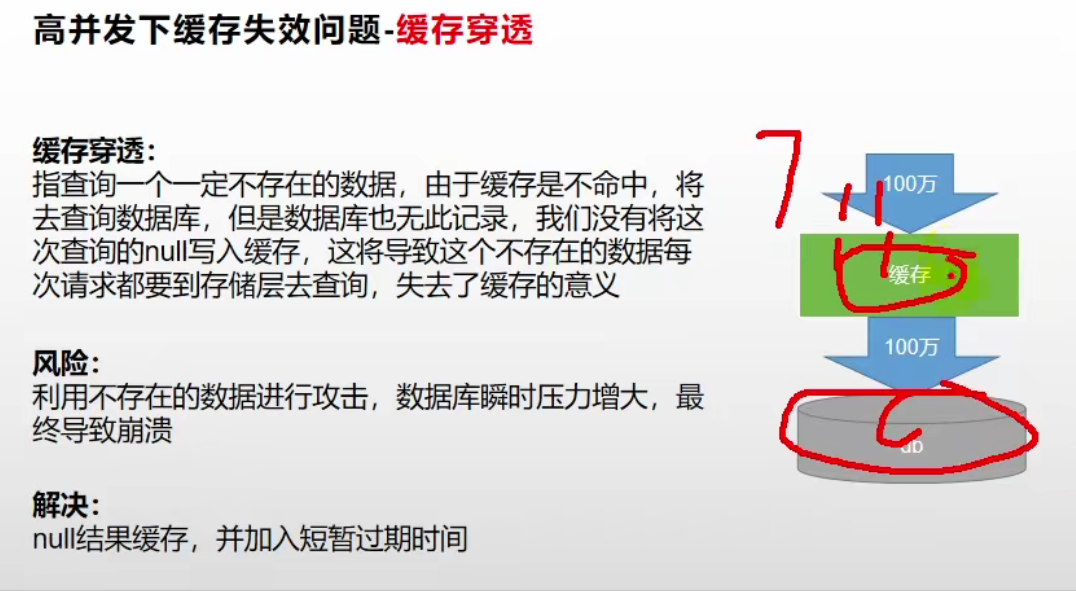 高并发下缓存失效问题-缓存穿透
缓存穿透：
指查询一个一定不存在的数据，由于缓存是不命中，将
去查询数据库，但是数据库也无此记录，我们没有将这
次查询的null写入缓存，这将导致这个不存在的数据每
次请求都要到存储层去查询，失去了缓存的意义
风险：
利用不存在的数据进行攻击，数据库瞬时压力增大，最
终导致崩溃
解决：
null结果缓存，并加入短暂过期时间
100万
缓存
100万
db